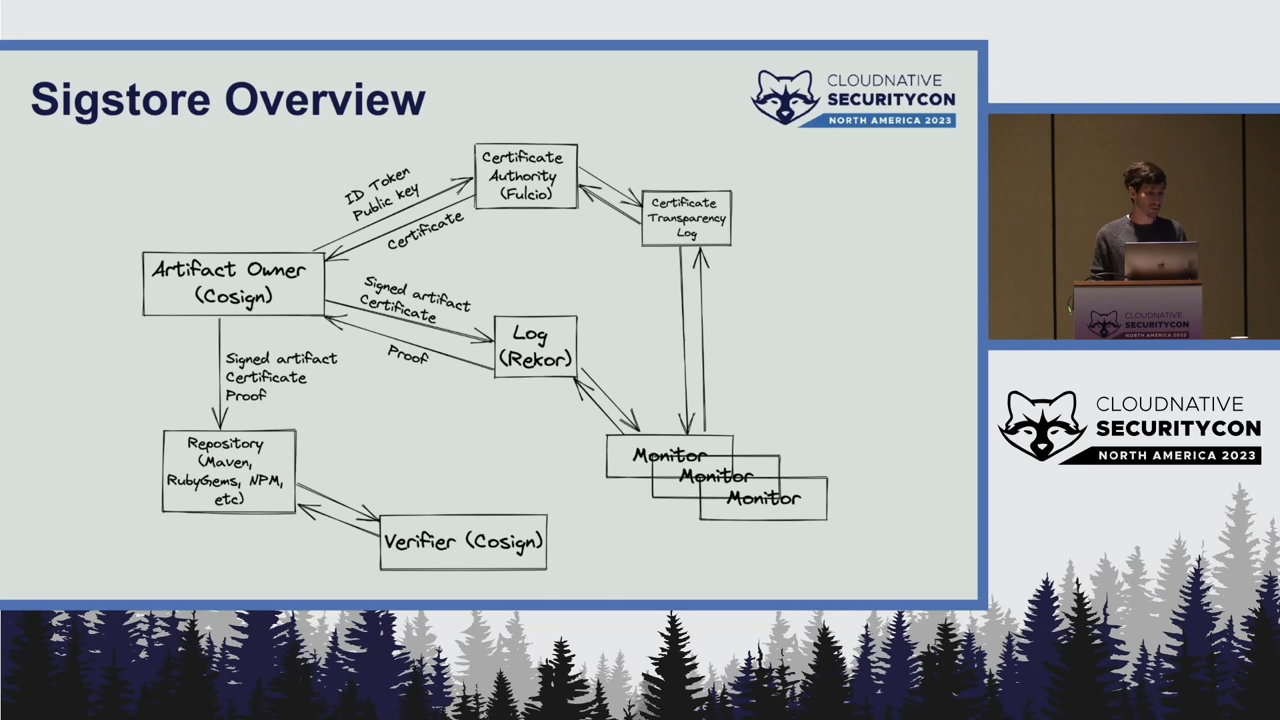 Sigstore Overview
CLOUDNATIVE
SECURITYCON
NORTH AMERICA 2023
ID Token
Public key
Certificate
Certificate
Authority
(Fulcio)
Certificate
Transparency
Log
Artifact Owner
(Cosign)
Signed artifact
Certificate
Proof
Log
(Rekor)
Signed artifact
Certificate
Proof
Repository
(Maven,
RubyGems, NPM,
etc)
Verifier (Cosign)
Monitor
Monitor
Monitor
CLOUDNATIVE
SECURITYCON
NORTH AMERICA 2023
CLOUDNATIVE
SECURITYCON
NORTH AMERICA 2023